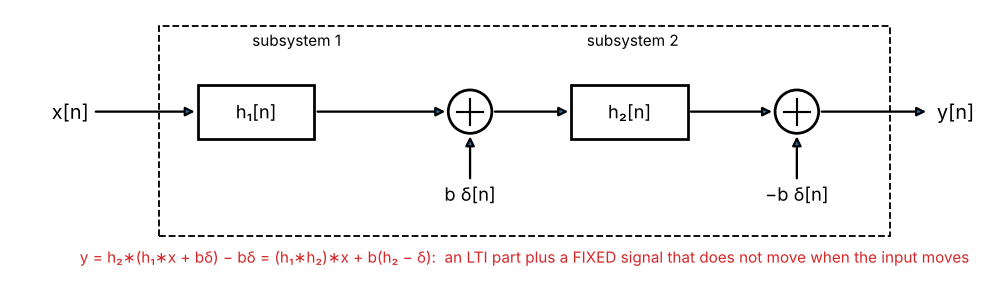 subsystem 1
subsystem 2
x[n]
h₁[n]
h₂[n]
y[n]
b δ[n]
−b δ[n]
y = h₂∗(h₁∗x + bδ) − bδ = (h₁∗h₂)∗x + b(h₂ − δ): an LTI part plus a FIXED signal that does not move when the input moves